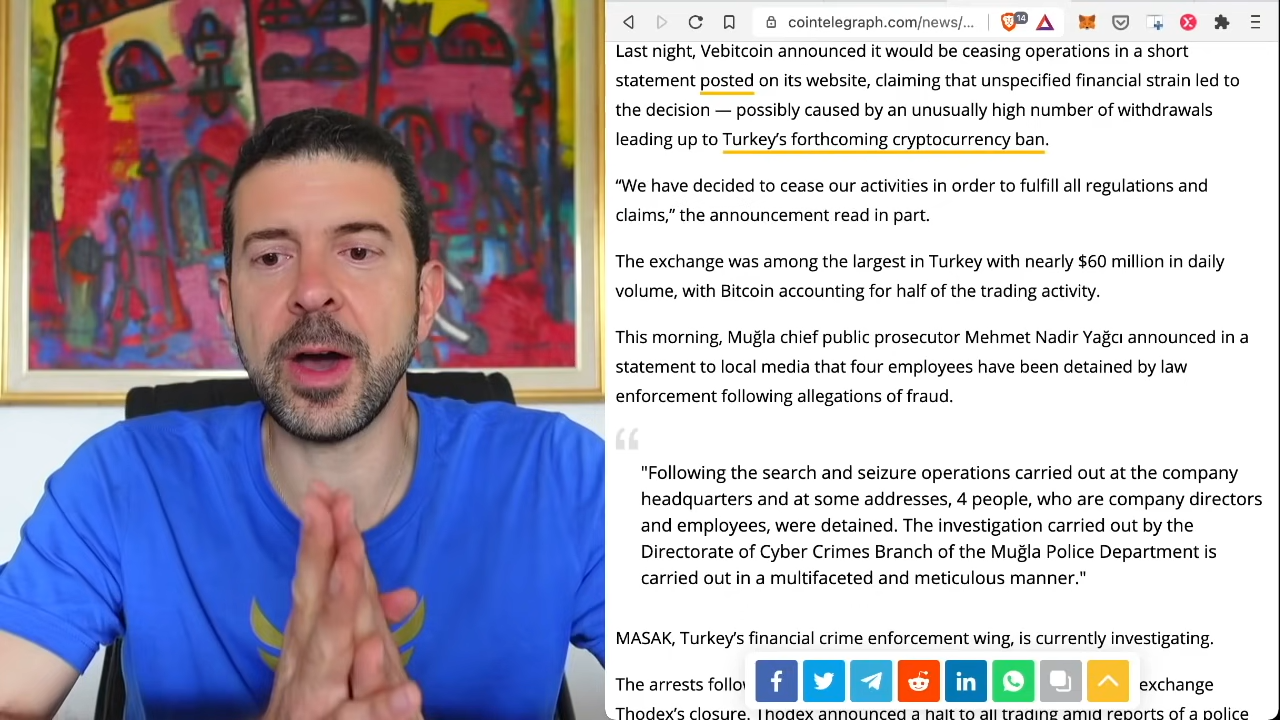 cointelegraph.com/news/...
14
Last night, Vebitcoin announced it would be ceasing operations in a short
statement posted on its website, claiming that unspecified financial strain led to
the decision — possibly caused by an unusually high number of withdrawals
leading up to Turkey’s forthcoming cryptocurrency ban.
“We have decided to cease our activities in order to fulfill all regulations and
claims,” the announcement read in part.
The exchange was among the largest in Turkey with nearly $60 million in daily
volume, with Bitcoin accounting for half of the trading activity.
This morning, Muğla chief public prosecutor Mehmet Nadir Yağcı announced in a
statement to local media that four employees have been detained by law
enforcement following allegations of fraud.
"Following the search and seizure operations carried out at the company
headquarters and at some addresses, 4 people, who are company directors
and employees, were detained. The investigation carried out by the
Directorate of Cyber Crimes Branch of the Muğla Police Department is
carried out in a multifaceted and meticulous manner."
MASAK, Turkey’s financial crime enforcement wing, is currently investigating.
The arrests exchange
Thodex’s closure. Thodex announced a halt to all trading amid reports of a police